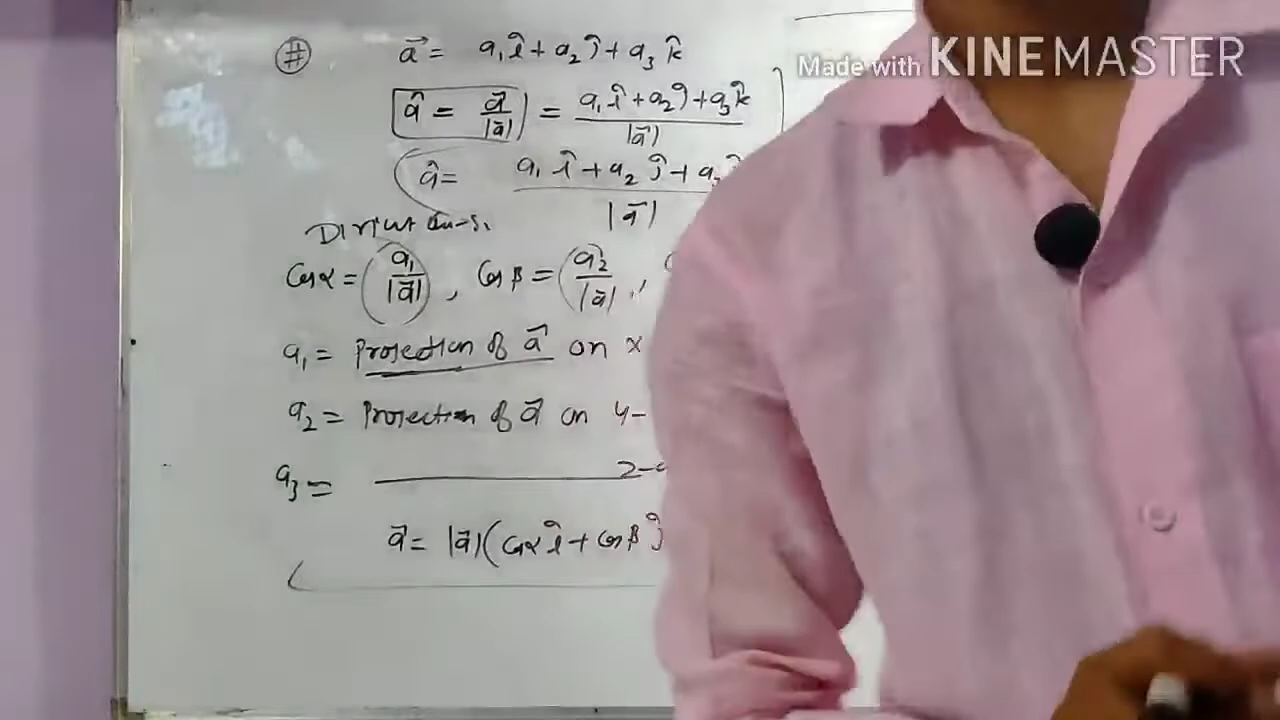 Made with KINEMASTER
# a⃗ = a₁î + a₂ĵ + a₃k̂
â = a⃗/|a⃗| = (a₁î + a₂ĵ + a₃k̂)/|a⃗|
â = (a₁î + a₂ĵ + a₃)/|a⃗|
Cosα = (a₁/|a⃗|), Cosβ = (a₂/|a⃗|),
a₁ = Projection of a⃗ on x
a₂ = Projection of a⃗ on y-
a₃ = z-a
a⃗ = |a⃗|(Cosα î + Cosβ ĵ